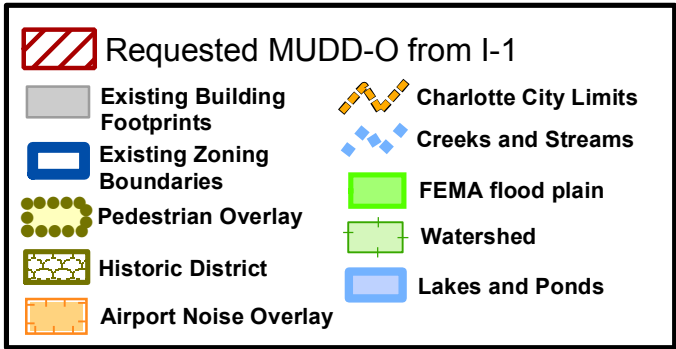 Requested MUDD-O from I-1
Existing Building
Footprints
Existing Zoning
Boundaries
Pedestrian Overlay
Historic District
Airport Noise Overlay
Charlotte City Limits
Creeks and Streams
FEMA flood plain
Watershed
Lakes and Ponds